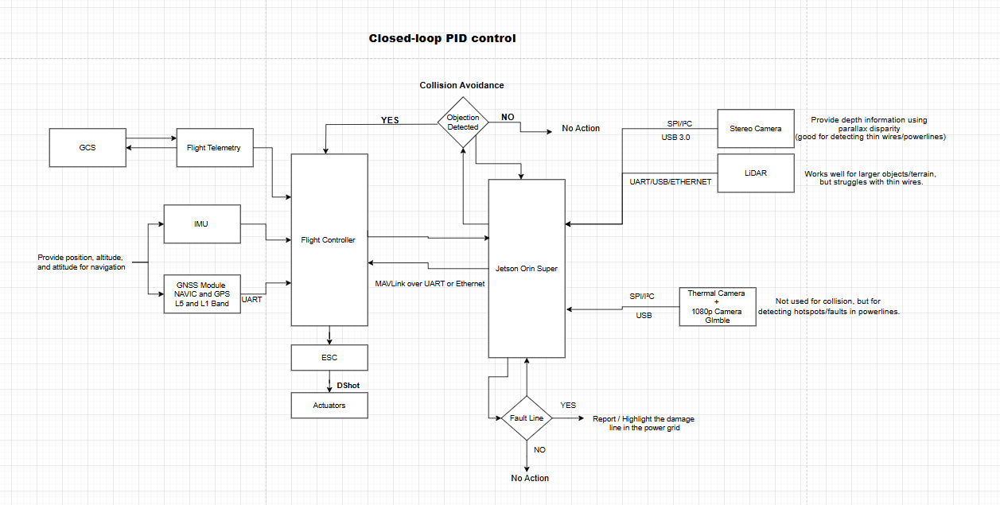 Closed-loop PID control
Collision Avoidance
YES
Objection
Detected
NO
No Action
GCS
Flight Telemetry
SPI/I²C
USB 3.0
Stereo Camera
Provide depth information using
parallax disparity
(good for detecting thin wires/powerlines)
UART/USB/ETHERNET
LiDAR
Works well for larger objects/terrain,
but struggles with thin wires.
IMU
Flight Controller
Provide position, altitude,
and attitude for navigation
GNSS Module
NAVIC and GPS
L5 and L1 Band
UART
Jetson Orin Super
MAVLink over UART or Ethernet
SPI/I²C
USB
Thermal Camera
+
1080p Camera
GImble
Not used for collision, but for
detecting hotspots/faults in powerlines.
ESC
DShot
Actuators
Fault Line
YES
Report / Highlight the damage
line in the power grid
NO
No Action